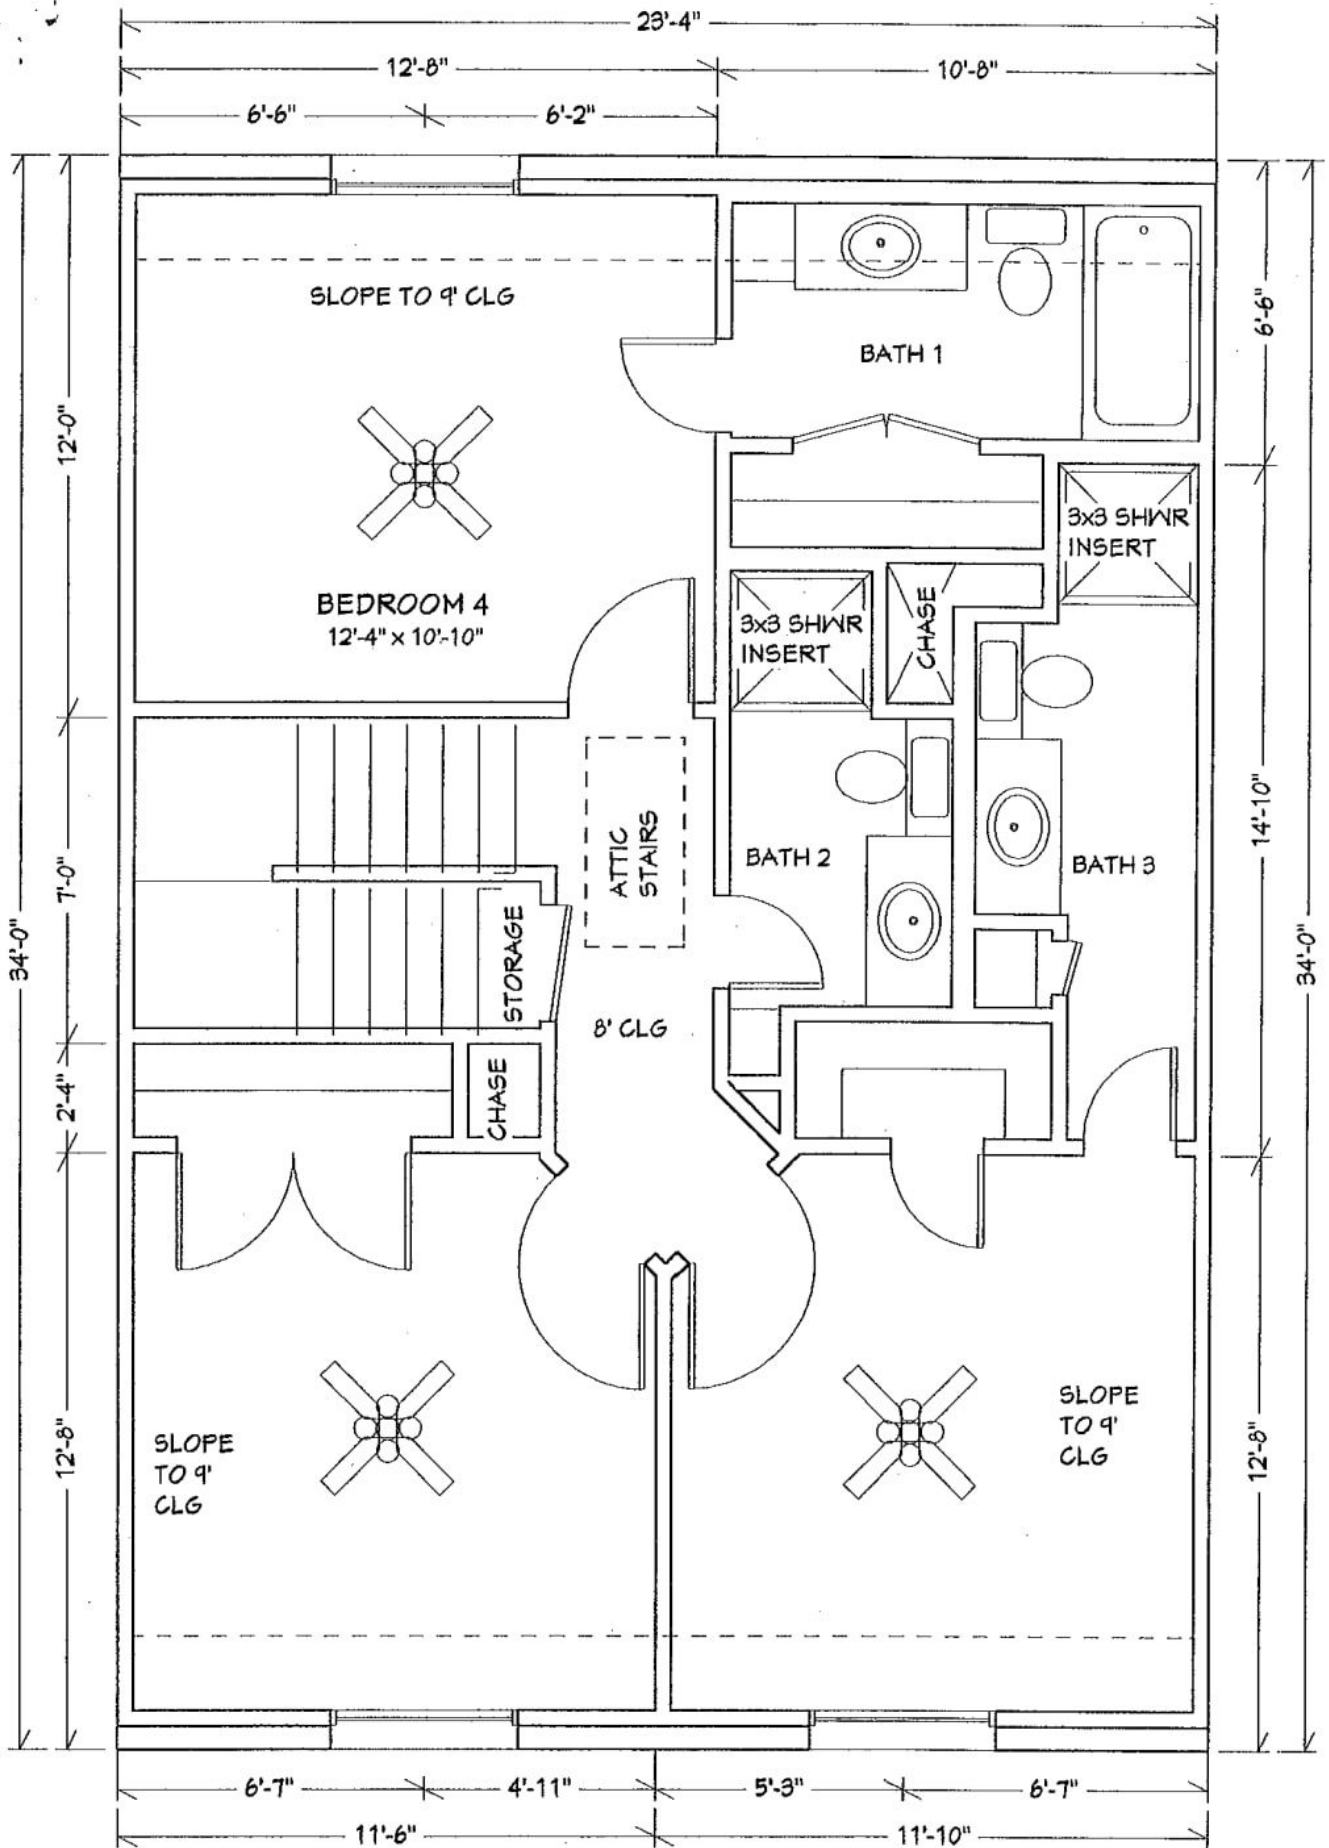 23'-4"
12'-8"
10'-8"
6'-6"
6'-2"
SLOPE TO 9' CLG
BATH 1
6'-6"
12'-0"
3x3 SHWR
INSERT
BEDROOM 4
12'-4" x 10'-10"
3x3 SHWR
INSERT
CHASE
ATTIC
STAIRS
BATH 2
BATH 3
14'-10"
7'-0"
34'-0"
34'-0"
STORAGE
8' CLG
2'-4"
CHASE
SLOPE
TO 9'
CLG
SLOPE
TO 9'
CLG
12'-8"
12'-8"
6'-7"
4'-11"
5'-3"
6'-7"
11'-6"
11'-10"